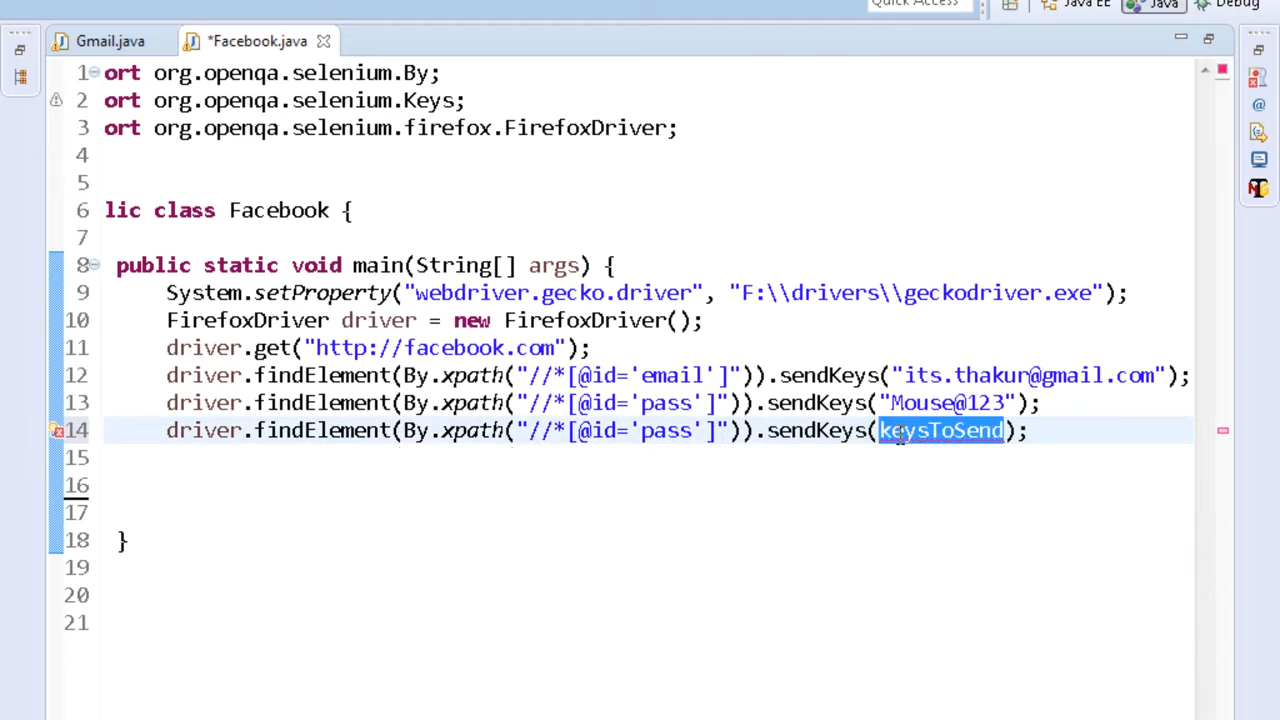 Quick Access
Java EE
Java
Debug
Gmail.java
*Facebook.java
1 ort org.openqa.selenium.By;
2 ort org.openqa.selenium.Keys;
3 ort org.openqa.selenium.firefox.FirefoxDriver;
4
5
6 lic class Facebook {
7
8 public static void main(String[] args) {
9 System.setProperty("webdriver.gecko.driver", "F:\\drivers\\geckodriver.exe");
10 FirefoxDriver driver = new FirefoxDriver();
11 driver.get("http://facebook.com");
12 driver.findElement(By.xpath("//*[@id='email']")).sendKeys("its.thakur@gmail.com");
13 driver.findElement(By.xpath("//*[@id='pass']")).sendKeys("Mouse@123");
14 driver.findElement(By.xpath("//*[@id='pass']")).sendKeys(keysToSend);
15
16
17
18 }
19
20
21